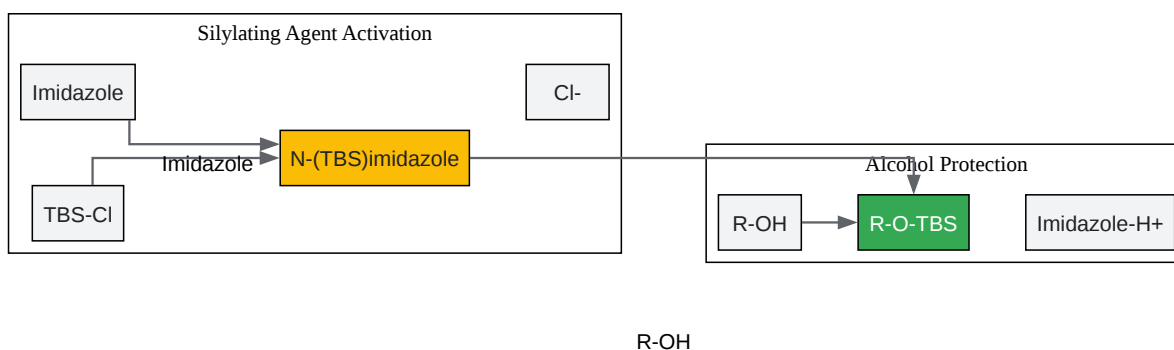 Silylating Agent Activation
Imidazole
Cl-
Imidazole
N-(TBS)imidazole
TBS-Cl
Alcohol Protection
R-OH
R-O-TBS
Imidazole-H+
R-OH